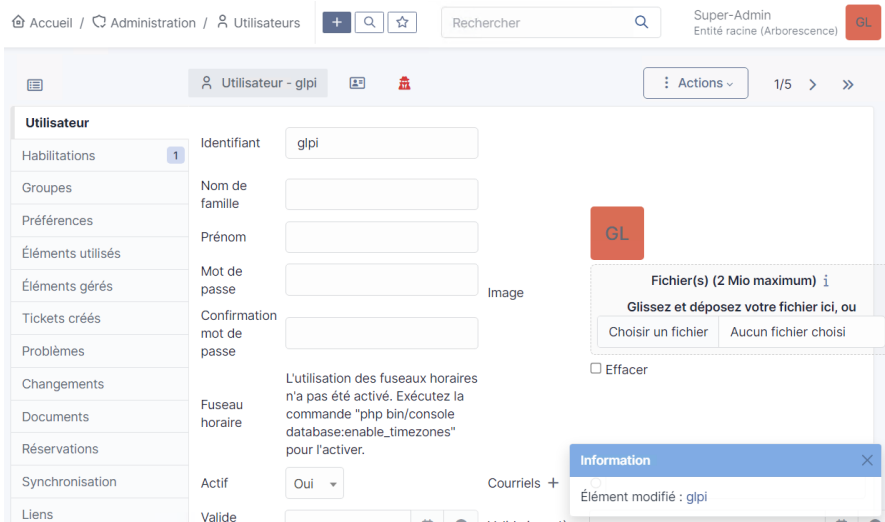 Accueil / Administration / Utilisateurs
Rechercher
Super-Admin
Entité racine (Arborescence)
GL
Utilisateur - glpi
Actions
1/5
Utilisateur
Habilitations 1
Groupes
Préférences
Éléments utilisés
Éléments gérés
Tickets créés
Problèmes
Changements
Documents
Réservations
Synchronisation
Liens
Identifiant
glpi
Nom de
famille
Prénom
Mot de
passe
Confirmation
mot de
passe
Fuseau
horaire
L'utilisation des fuseaux horaires
n'a pas été activé. Exécutez la
commande "php bin/console
database:enable_timezones"
pour l'activer.
Actif
Oui
Valide
Image
GL
Fichier(s) (2 Mio maximum) i
Glissez et déposez votre fichier ici, ou
Choisir un fichier Aucun fichier choisi
Effacer
Courriels +
Information
Élément modifié : glpi